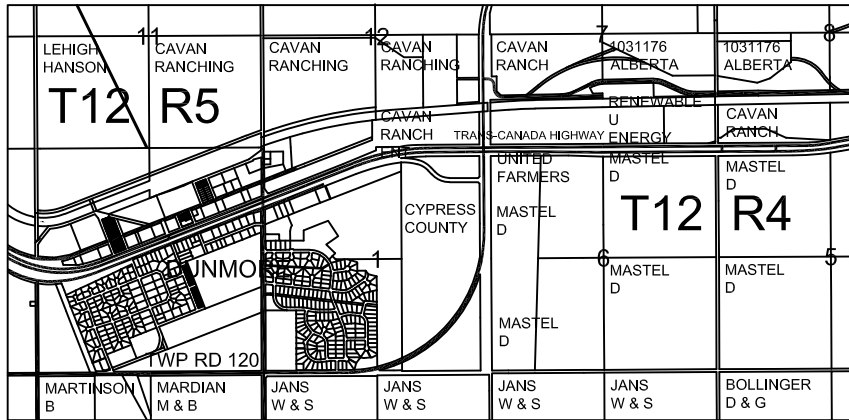 11
12
7
8
LEHIGH
HANSON
CAVAN
RANCHING
CAVAN
RANCHING
CAVAN
RANCHING
CAVAN
RANCH
1031176
ALBERTA
1031176
ALBERTA
T12 R5
CAVAN
RANCH
ENT
RENEWABLE
U
ENERGY
CAVAN
RANCH
TRANS-CANADA HIGHWAY
UNITED
FARMERS
MASTEL
D
MASTEL
D
CYPRESS
COUNTY
MASTEL
D
T12 R4
DUNMORE
1
6
5
MASTEL
D
MASTEL
D
MASTEL
D
TWP RD 120
MARTINSON
B
MARDIAN
M & B
JANS
W & S
JANS
W & S
JANS
W & S
JANS
W & S
BOLLINGER
D & G